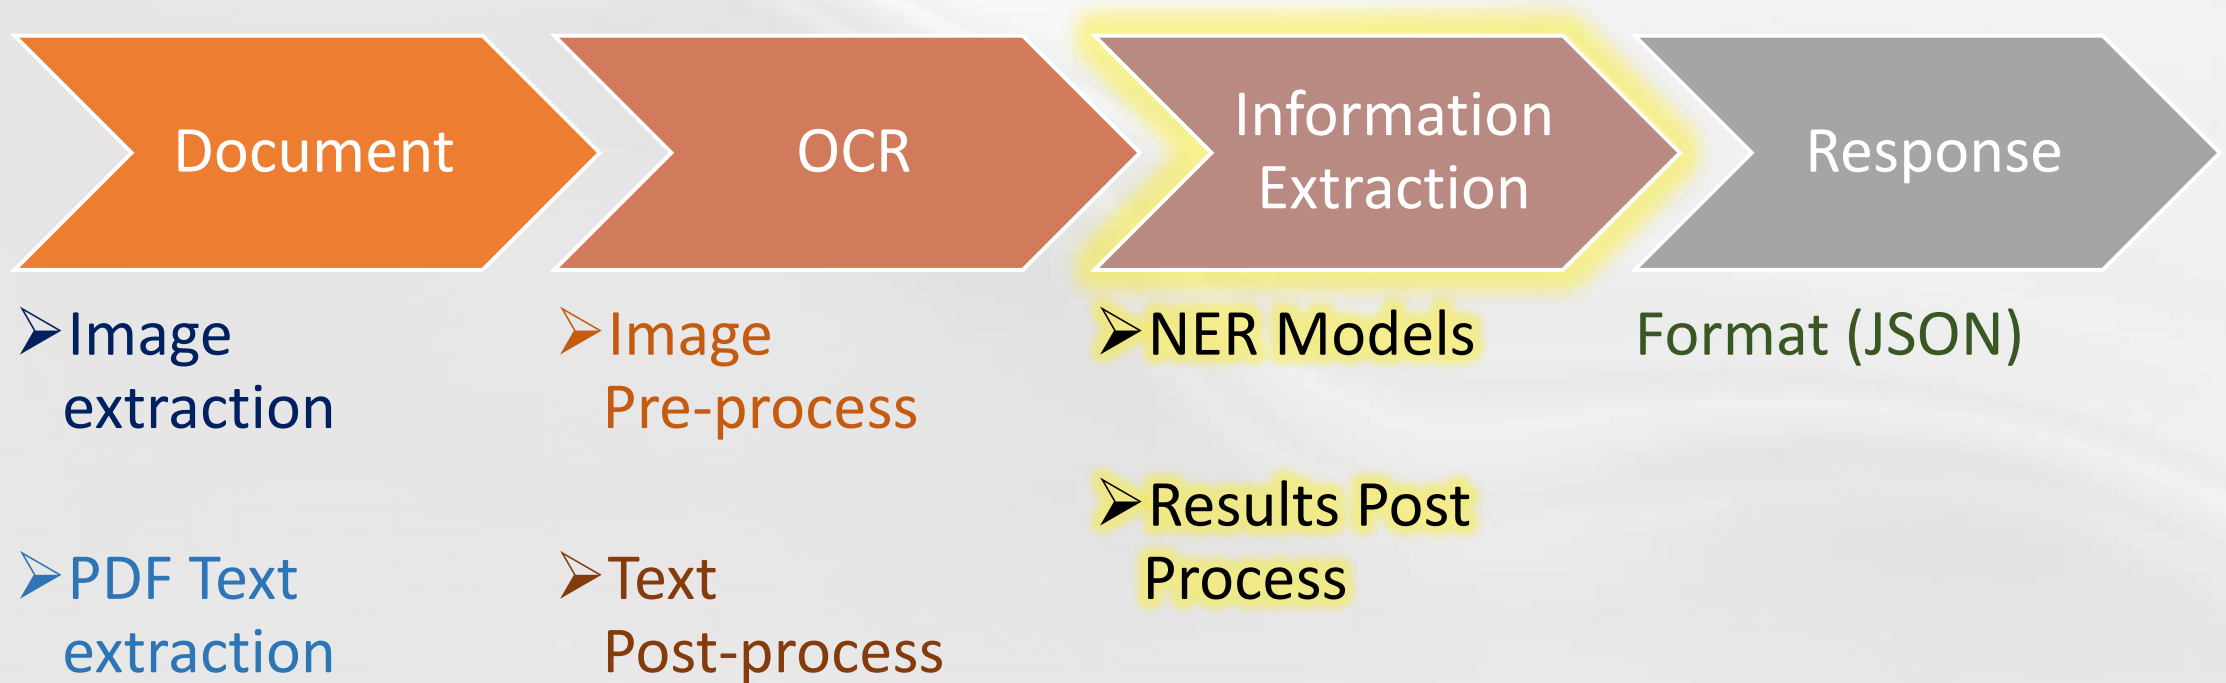 Document
OCR
Information
Extraction
Response
➢Image
extraction
➢PDF Text
extraction
➢Image
Pre-process
➢Text
Post-process
➢NER Models
➢Results Post
Process
Format (JSON)